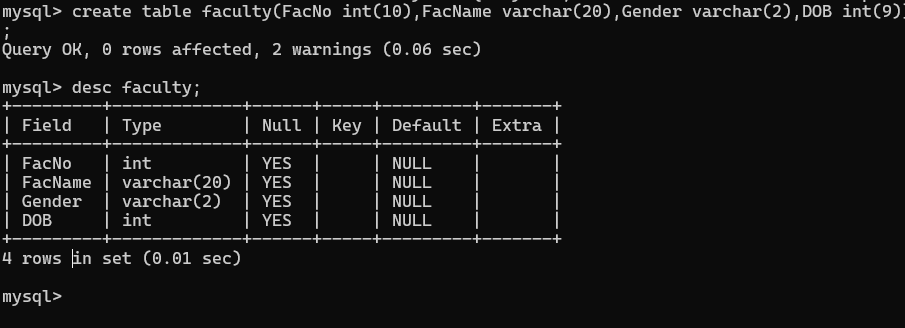 mysql> create table faculty(FacNo int(10),FacName varchar(20),Gender varchar(2),DOB int(9))
;
Query OK, 0 rows affected, 2 warnings (0.06 sec)
mysql> desc faculty;
+---------+-------------+------+-----+---------+-------+
| Field   | Type        | Null | Key | Default | Extra |
+---------+-------------+------+-----+---------+-------+
| FacNo   | int         | YES  |     | NULL    |       |
| FacName | varchar(20) | YES  |     | NULL    |       |
| Gender  | varchar(2)  | YES  |     | NULL    |       |
| DOB     | int         | YES  |     | NULL    |       |
+---------+-------------+------+-----+---------+-------+
4 rows in set (0.01 sec)
mysql>